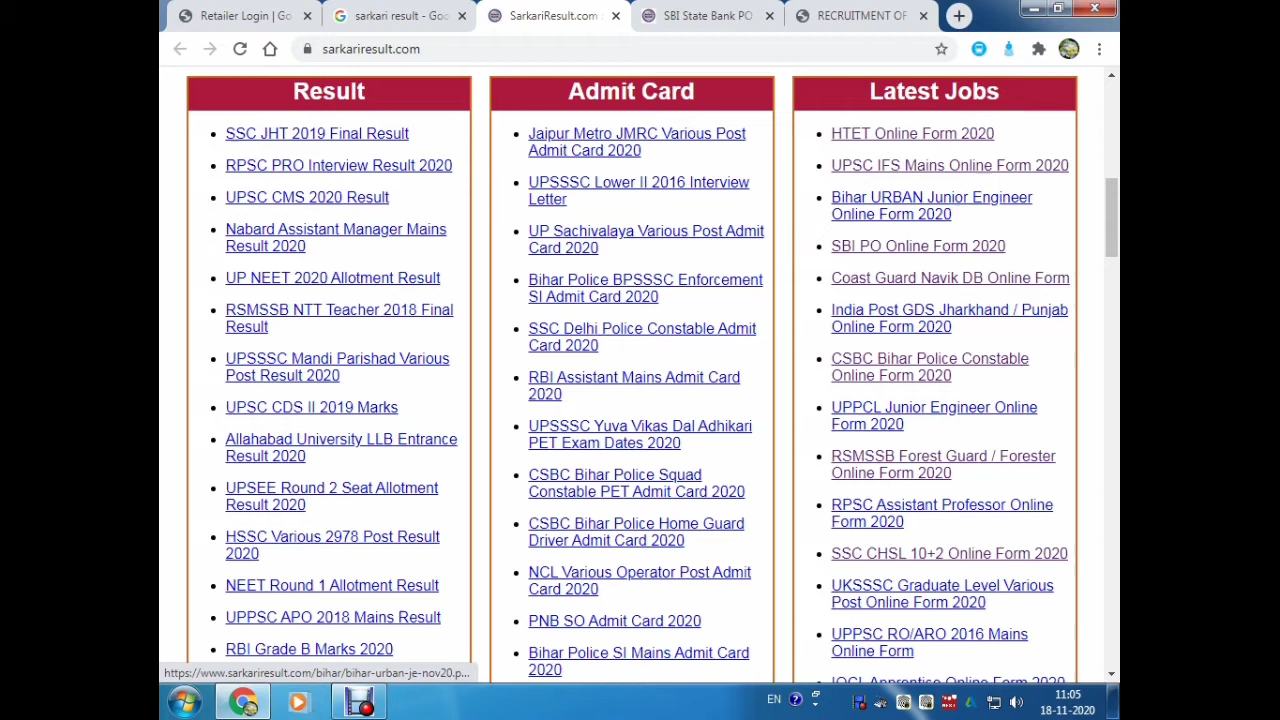 Retailer Login | Go
sarkari result - Goo
SarkariResult.com
SBI State Bank PO
RECRUITMENT OF
sarkariresult.com
Result
SSC JHT 2019 Final Result
RPSC PRO Interview Result 2020
UPSC CMS 2020 Result
Nabard Assistant Manager Mains
Result 2020
UP NEET 2020 Allotment Result
RSMSSB NTT Teacher 2018 Final
Result
UPSSSC Mandi Parishad Various
Post Result 2020
UPSC CDS II 2019 Marks
Allahabad University LLB Entrance
Result 2020
UPSEE Round 2 Seat Allotment
Result 2020
HSSC Various 2978 Post Result
2020
NEET Round 1 Allotment Result
UPPSC APO 2018 Mains Result
RBI Grade B Marks 2020
Admit Card
Jaipur Metro JMRC Various Post
Admit Card 2020
UPSSSC Lower II 2016 Interview
Letter
UP Sachivalaya Various Post Admit
Card 2020
Bihar Police BPSSSC Enforcement
SI Admit Card 2020
SSC Delhi Police Constable Admit
Card 2020
RBI Assistant Mains Admit Card
2020
UPSSSC Yuva Vikas Dal Adhikari
PET Exam Dates 2020
CSBC Bihar Police Squad
Constable PET Admit Card 2020
CSBC Bihar Police Home Guard
Driver Admit Card 2020
NCL Various Operator Post Admit
Card 2020
PNB SO Admit Card 2020
Bihar Police SI Mains Admit Card
2020
Latest Jobs
HTET Online Form 2020
UPSC IFS Mains Online Form 2020
Bihar URBAN Junior Engineer
Online Form 2020
SBI PO Online Form 2020
Coast Guard Navik DB Online Form
India Post GDS Jharkhand / Punjab
Online Form 2020
CSBC Bihar Police Constable
Online Form 2020
UPPCL Junior Engineer Online
Form 2020
RSMSSB Forest Guard / Forester
Online Form 2020
RPSC Assistant Professor Online
Form 2020
SSC CHSL 10+2 Online Form 2020
UKSSSC Graduate Level Various
Post Online Form 2020
UPPSC RO/ARO 2016 Mains
Online Form
IOCL Apprentice Online Form 2020
https://www.sarkariresult.com/bihar/bihar-urban-je-nov20.p...
EN
11:05
18-11-2020